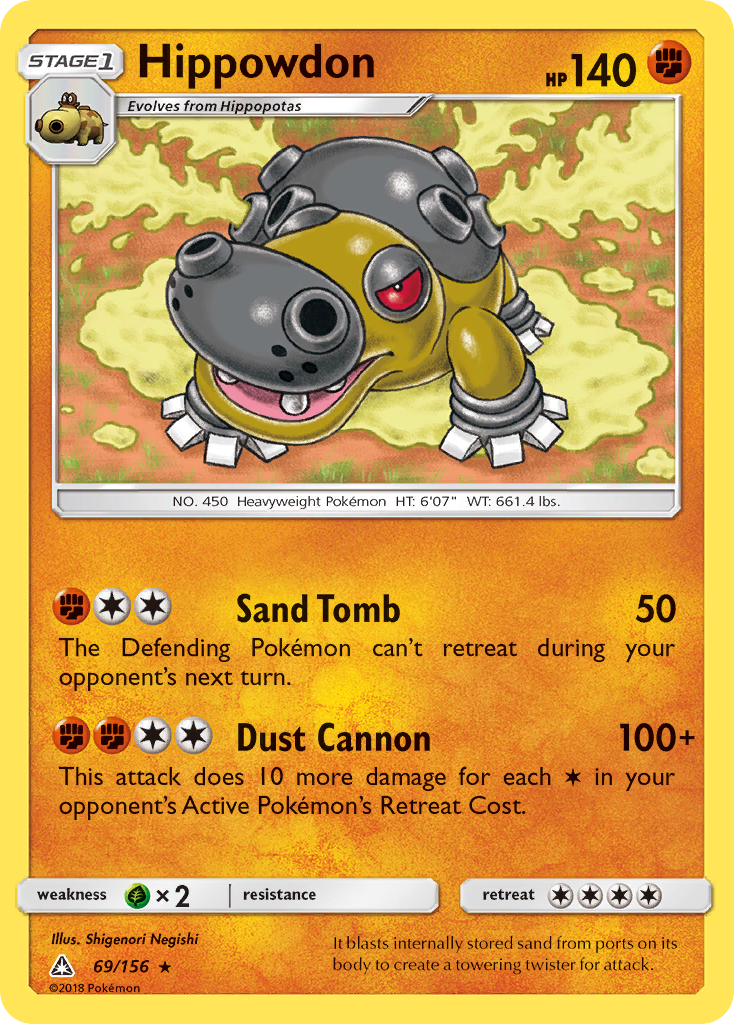 STAGE1
Hippowdon
HP 140
Evolves from Hippopotas
NO. 450 Heavyweight Pokémon HT: 6'07" WT: 661.4 lbs.
Sand Tomb 50
The Defending Pokémon can't retreat during your
opponent's next turn.
Dust Cannon 100+
This attack does 10 more damage for each in your
opponent's Active Pokémon's Retreat Cost.
weakness ×2 resistance retreat
Illus. Shigenori Negishi
69/156 ★
©2018 Pokémon
It blasts internally stored sand from ports on its
body to create a towering twister for attack.